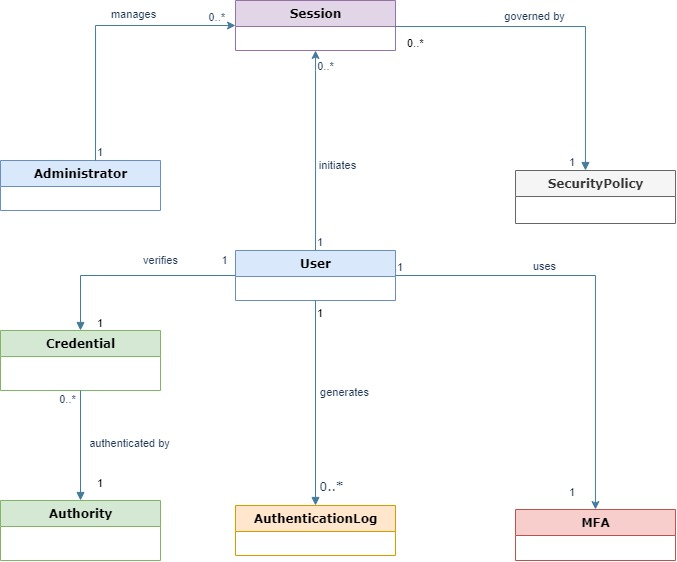 manages
0..*
Session
governed by
0..*
0..*
1
initiates
1
Administrator
1
SecurityPolicy
1
User
verifies
1
1
uses
1
1
Credential
0..*
generates
authenticated by
1
0..*
1
Authority
AuthenticationLog
MFA